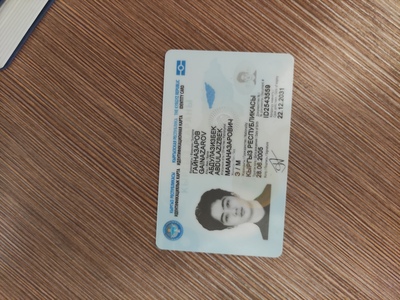 КЫРГЫЗ РЕСПУБЛИКАСЫ КЫРГЫЗСКАЯ РЕСПУБЛИКА THE KYRGYZ REPUBLIC
ИДЕНТИФИКАЦИЯЛЫК КАРТА ИДЕНТИФИКАЦИОННАЯ КАРТА IDENTITY CARD
ГАЙНАЗАРОВ
GAINAZAROV
АБДУЛАЗИЗБЕК
ABDULAZIZBEK
МАМАНАЗАРОВИЧ
Э / М
КЫРГЫЗ РЕСПУБЛИКАСЫ
28.06.2005
ID2543559
22.12.2031